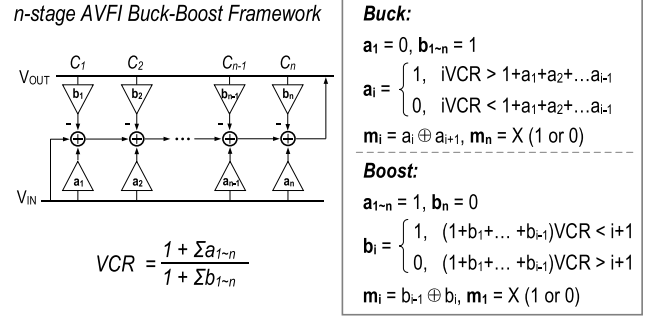 n-stage AVFI Buck-Boost Framework
C1 C2 Cn-1 Cn
VOUT
b1 b2 bn-1 bn
- - - -
+ + ... + +
a1 a2 an-1 an
VIN
VCR = 1 + Σa1~n / 1 + Σb1~n
Buck:
a1 = 0, b1~n = 1
ai = { 1, iVCR > 1+a1+a2+...ai-1
0, iVCR < 1+a1+a2+...ai-1
mi = ai ⊕ ai+1, mn = X (1 or 0)
Boost:
a1~n = 1, bn = 0
bi = { 1, (1+b1+... +bi-1)VCR < i+1
0, (1+b1+... +bi-1)VCR > i+1
mi = bi-1 ⊕ bi, m1 = X (1 or 0)